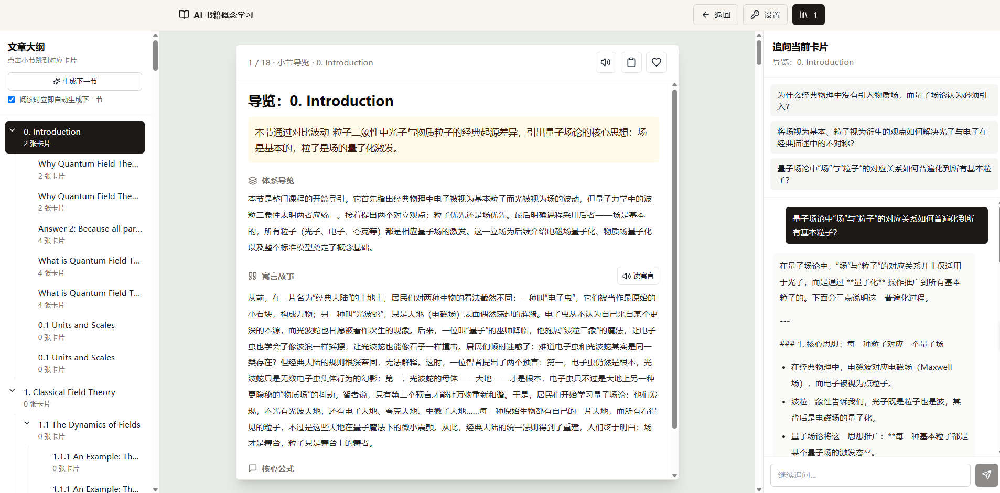 AI 书籍概念学习
返回
设置
1
文章大纲
点击小节跳到对应卡片
生成下一节
阅读时立即自动生成下一节
0. Introduction
2 张卡片
Why Quantum Field The...
2 张卡片
Why Quantum Field The...
2 张卡片
Answer 2: Because all par...
4 张卡片
What is Quantum Field T...
4 张卡片
What is Quantum Field T...
4 张卡片
0.1 Units and Scales
0 张卡片
0.1 Units and Scales
0 张卡片
1. Classical Field Theory
0 张卡片
1.1 The Dynamics of Fields
0 张卡片
1.1.1 An Example: Th...
0 张卡片
1.1.1 An Example: Th...
1 / 18 · 小节导览 · 0. Introduction
导览：0. Introduction
本节通过对比波动-粒子二象性中光子与物质粒子的经典起源差异，引出量子场论的核心思想：场
是基本的，粒子是场的量子化激发。
体系导览
本节是整门课程的开篇导引。它首先指出经典物理中电子被视为基本粒子而光被视为场的波动，但量子力学中的波
粒二象性表明两者应统一。接着提出两个对立观点：粒子优先还是场优先。最后明确课程采用后者——场是基本
的，所有粒子（光子、电子、夸克等）都是相应量子场的激发。这一立场为后续介绍电磁场量子化、物质场量子化
以及整个标准模型奠定了概念基础。
寓言故事
读寓言
从前，在一片名为“经典大陆”的土地上，居民们对两种生物的看法截然不同：一种叫“电子虫”，它们被当作最原始的
小石块，构成万物；另一种叫“光波蛇”，只是大地（电磁场）表面偶然荡起的涟漪。电子虫从不认为自己来自某个更
深的本源，而光波蛇也甘愿被看作次生的现象。后来，一位叫“量子”的巫师降临，他施展“波粒二象”的魔法，让电子
虫也学会了像波浪一样摇摆，让光波蛇也能像石子一样撞击。居民们顿时迷惑了：难道电子虫和光波蛇其实是同一
类存在？但经典大陆的规则根深蒂固，无法解释。这时，一位智者提出了两个预言：第一，电子虫仍然是根本，光
波蛇只是无数电子虫集体行为的幻影；第二，光波蛇的母体——大地——才是根本，电子虫只不过是大地上另一种
更隐秘的“物质场”的抖动。智者说，只有第二个预言才能让万物重新和谐。于是，居民们开始学习量子场论：他们发
现，不光有光波大地，还有电子大地、夸克大地、中微子大地……每一种原始生物都有自己的一片大地，而所有看得
见的粒子，不过是这些大地在量子魔法下的微小震颤。从此，经典大陆的统一法则得到了重建，人们终于明白：场
才是舞台，粒子只是舞台上的舞者。
核心公式
追问当前卡片
导览：0. Introduction
为什么经典物理中没有引入物质场，而量子场论认为必须引
入？
将场视为基本、粒子视为衍生的观点如何解决光子与电子在
经典描述中的不对称？
量子场论中“场”与“粒子”的对应关系如何普遍化到所有基本粒
子？
量子场论中“场”与“粒子”的对应关系如何普遍化到所
有基本粒子？
在量子场论中，“场”与“粒子”的对应关系并非仅适用
于光子，而是通过 **量子化** 操作推广到所有基本
粒子的。下面分三点说明这一普遍化过程。
---
### 1. 核心思想：每一种粒子对应一个量子场
在经典物理中，电磁波对应电磁场（Maxwell
场），而电子被视为点粒子。
波粒二象性告诉我们，光子既是粒子也是波，其
背后是电磁场的量子化。
量子场论将这一思想推广：**每一种基本粒子都是
某个量子场的激发态**。
继续追问...